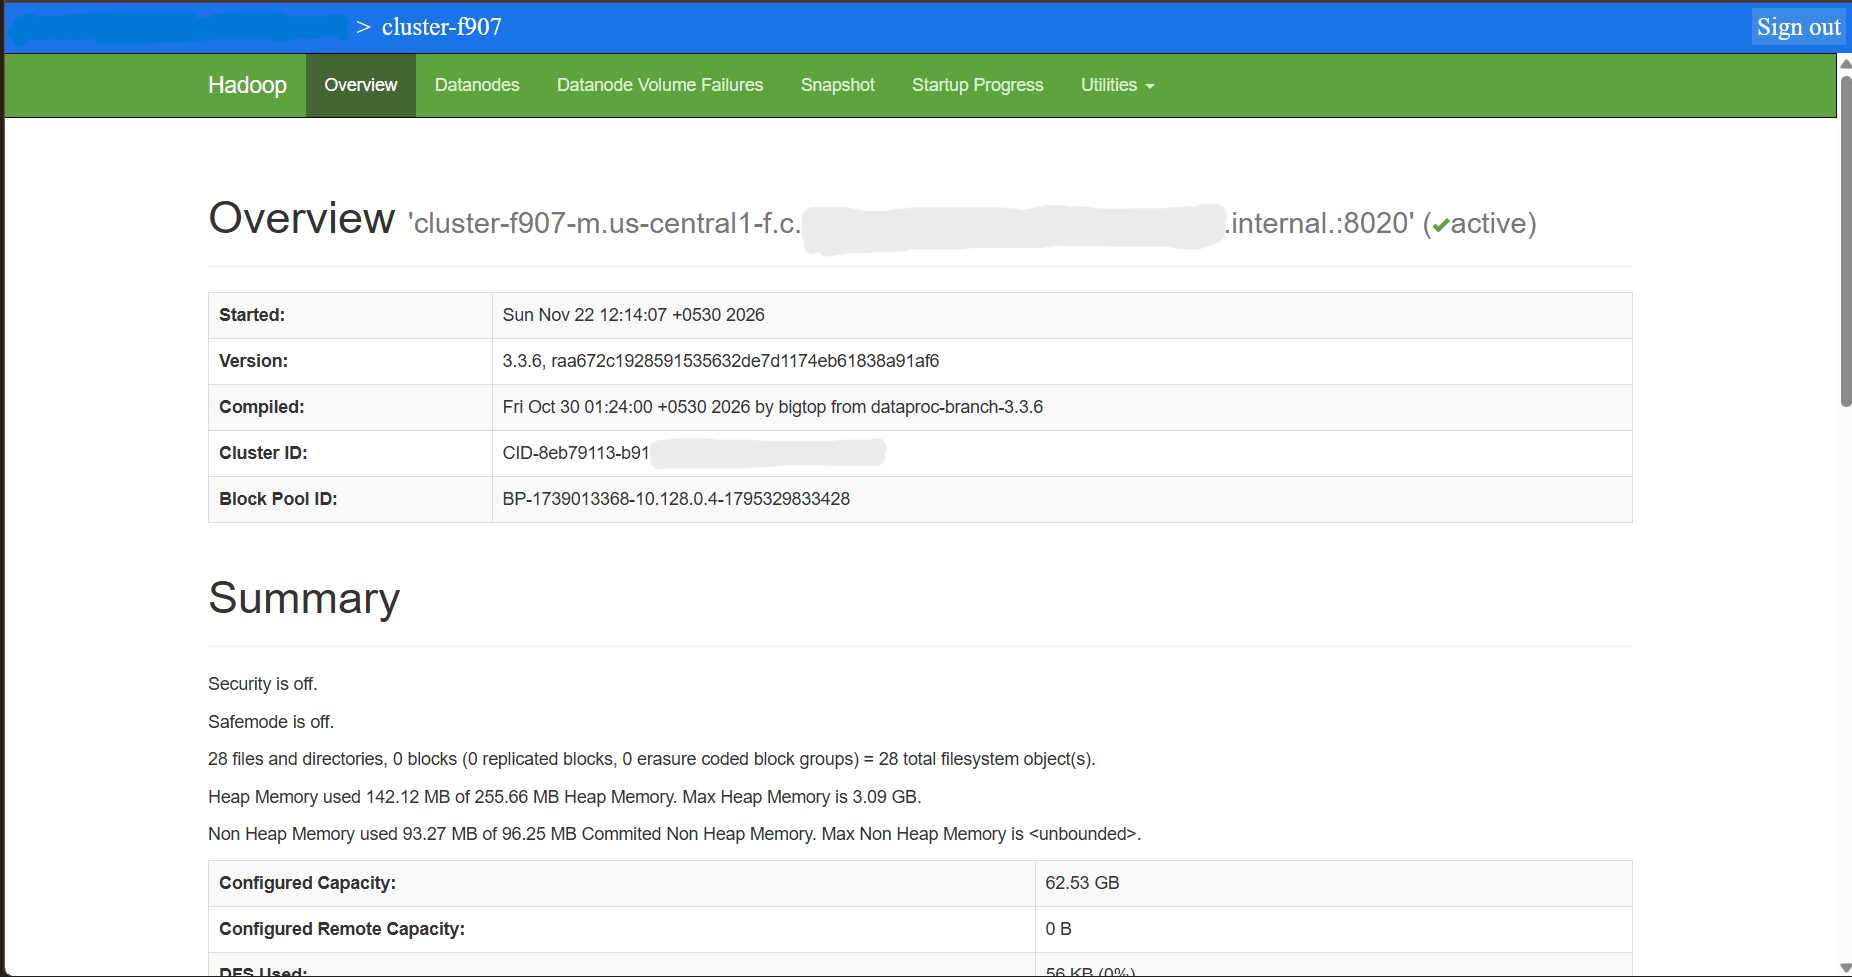 > cluster-f907 Sign out
Hadoop Overview Datanodes Datanode Volume Failures Snapshot Startup Progress Utilities
Overview 'cluster-f907-m.us-central1-f.c. .internal.:8020' (✔active)
Started: Sun Nov 22 12:14:07 +0530 2026
Version: 3.3.6, raa672c1928591535632de7d1174eb61838a91af6
Compiled: Fri Oct 30 01:24:00 +0530 2026 by bigtop from dataproc-branch-3.3.6
Cluster ID: CID-8eb79113-b91
Block Pool ID: BP-1739013368-10.128.0.4-1795329833428
Summary
Security is off.
Safemode is off.
28 files and directories, 0 blocks (0 replicated blocks, 0 erasure coded block groups) = 28 total filesystem object(s).
Heap Memory used 142.12 MB of 255.66 MB Heap Memory. Max Heap Memory is 3.09 GB.
Non Heap Memory used 93.27 MB of 96.25 MB Commited Non Heap Memory. Max Non Heap Memory is <unbounded>.
Configured Capacity: 62.53 GB
Configured Remote Capacity: 0 B
DFS Used: 56 KB (0%)